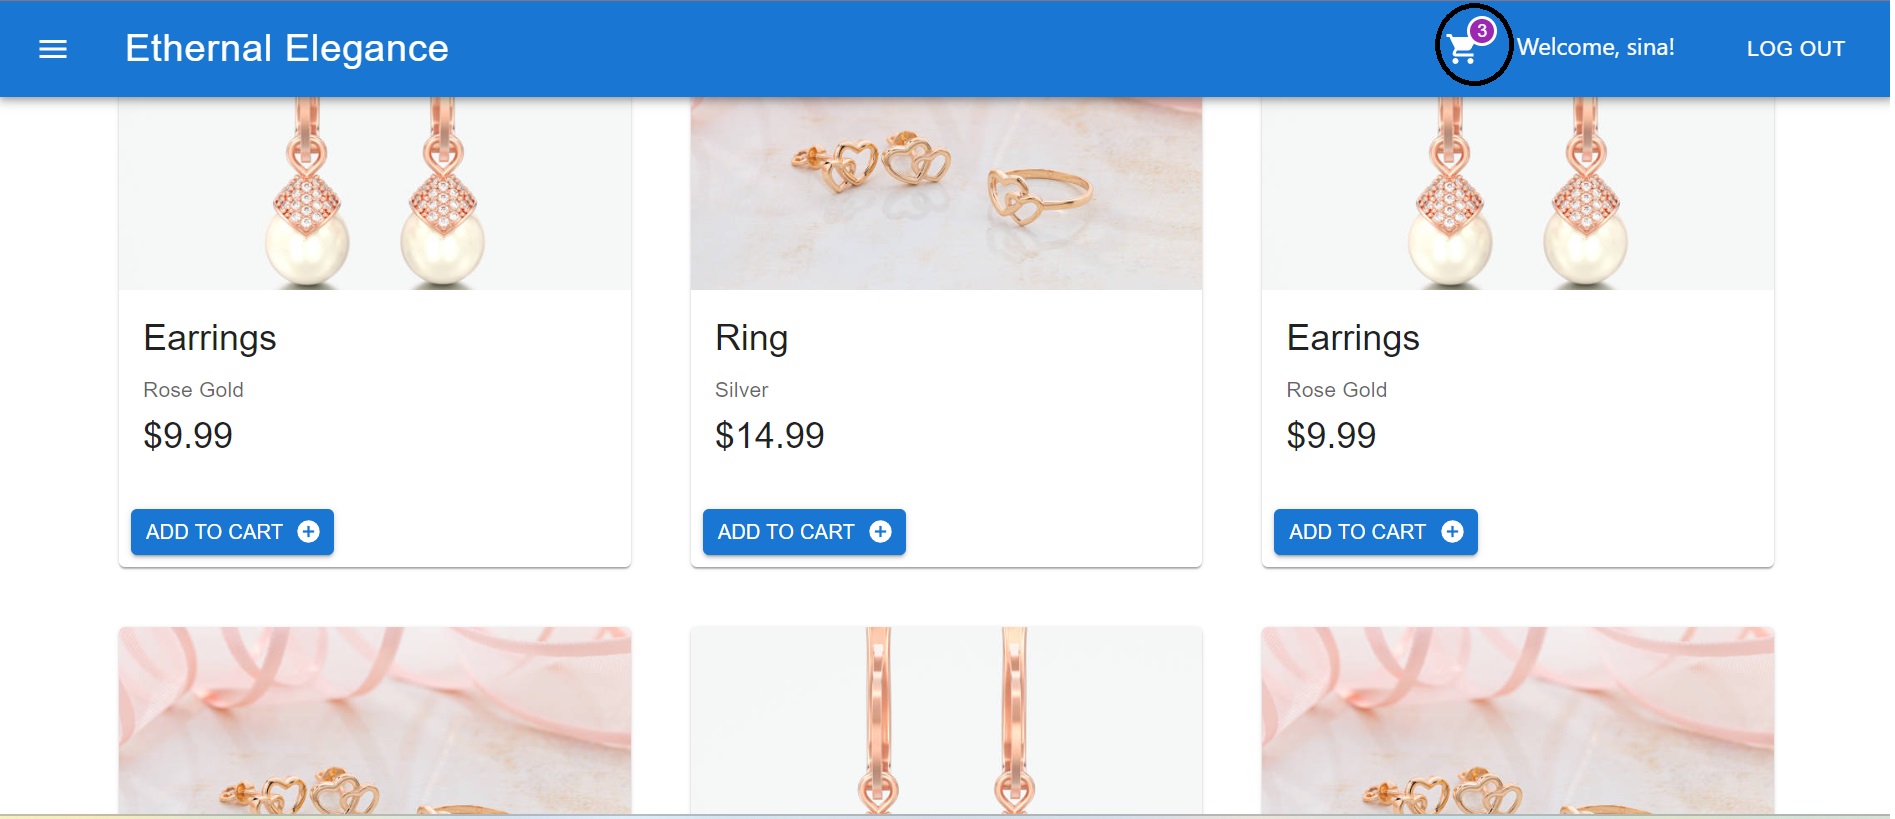 Ethernal Elegance
3
Welcome, sina!
LOG OUT
Earrings
Rose Gold
$9.99
ADD TO CART
Ring
Silver
$14.99
ADD TO CART
Earrings
Rose Gold
$9.99
ADD TO CART